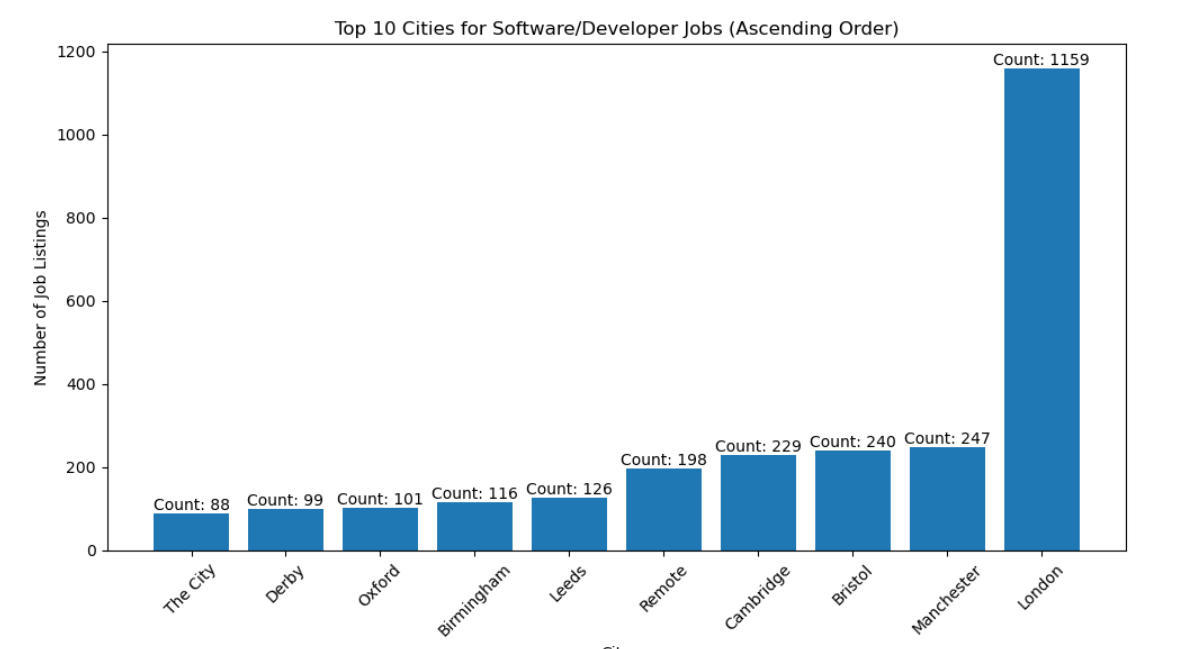 Top 10 Cities for Software/Developer Jobs (Ascending Order)
Number of Job Listings
1200
1000
800
600
400
200
0
Count: 88
Count: 99
Count: 101
Count: 116
Count: 126
Count: 198
Count: 229
Count: 240
Count: 247
Count: 1159
The City
Derby
Oxford
Birmingham
Leeds
Remote
Cambridge
Bristol
Manchester
London